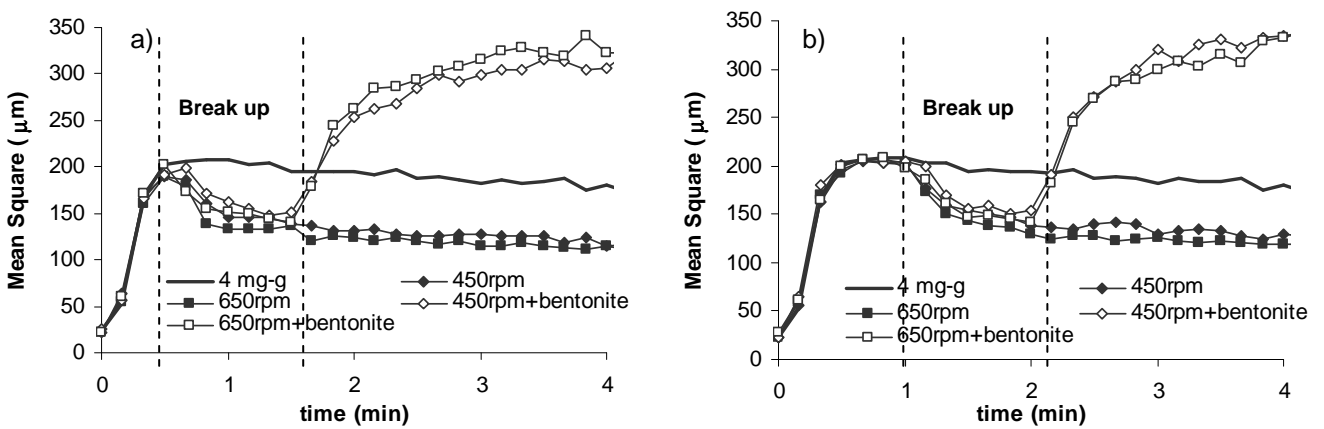 a)
350
300
250
200
150
100
50
0
Mean Square ( μm)
Break up
4 mg-g
450rpm
650rpm
450rpm+bentonite
650rpm+bentonite
0 1 2 3 4
time (min)
b)
350
300
250
200
150
100
50
0
Mean Square ( μm)
Break up
4 mg-g
450rpm
650rpm
450rpm+bentonite
650rpm+bentonite
0 1 2 3 4
time (min)